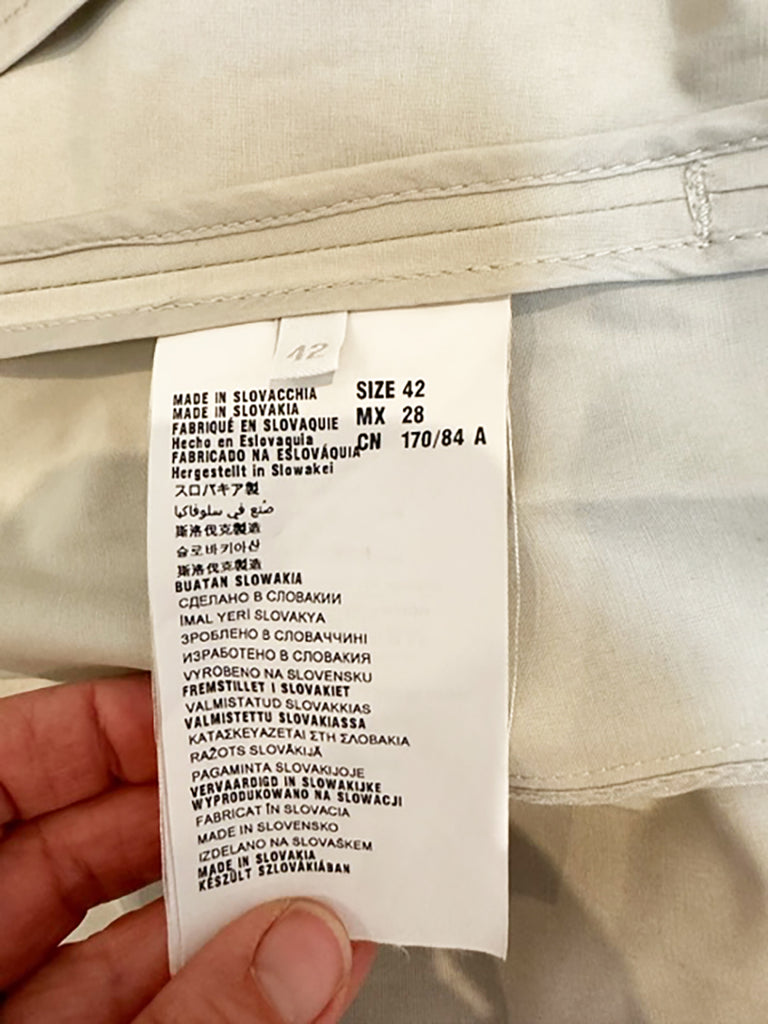 42
MADE IN SLOVACCHIA
MADE IN SLOVAKIA
FABRIQUÉ EN SLOVAQUIE
Hecho en Eslovaquia
FABRICADO NA ESLOVÁQUIA
Hergestellt in Slowakei
スロバキア製
صنع في سلوفاكيا
斯洛伐克製造
슬로바키아산
斯洛伐克製造
BUATAN SLOWAKIA
СДЕЛАНО В СЛОВАКИИ
İMAL YERİ SLOVAKYA
ЗРОБЛЕНО В СЛОВАЧЧИНІ
ИЗРАБОТЕНО В СЛОВАКИЯ
VYROBENO NA SLOVENSKU
FREMSTILLET I SLOVAKIET
VALMISTATUD SLOVAKKIAS
VALMISTETTU SLOVAKIASSA
ΚΑΤΑΣΚΕΥΑΖΕΤΑΙ ΣΤΗ ΣΛΟΒΑΚΙΑ
RAŽOTS SLOVĀKIJĀ
PAGAMINTA SLOVAKIJOJE
VERVAARDIGD IN SLOWAKIJKE
WYPRODUKOWANO NA SLOWACJI
FABRICAT ÎN SLOVACIA
MADE IN SLOVENSKO
IZDELANO NA SLOVAŠKEM
MADE IN SLOVAKIA
KÉSZÜLT SZLOVÁKIÁBAN
SIZE 42
MX 28
CN 170/84 A